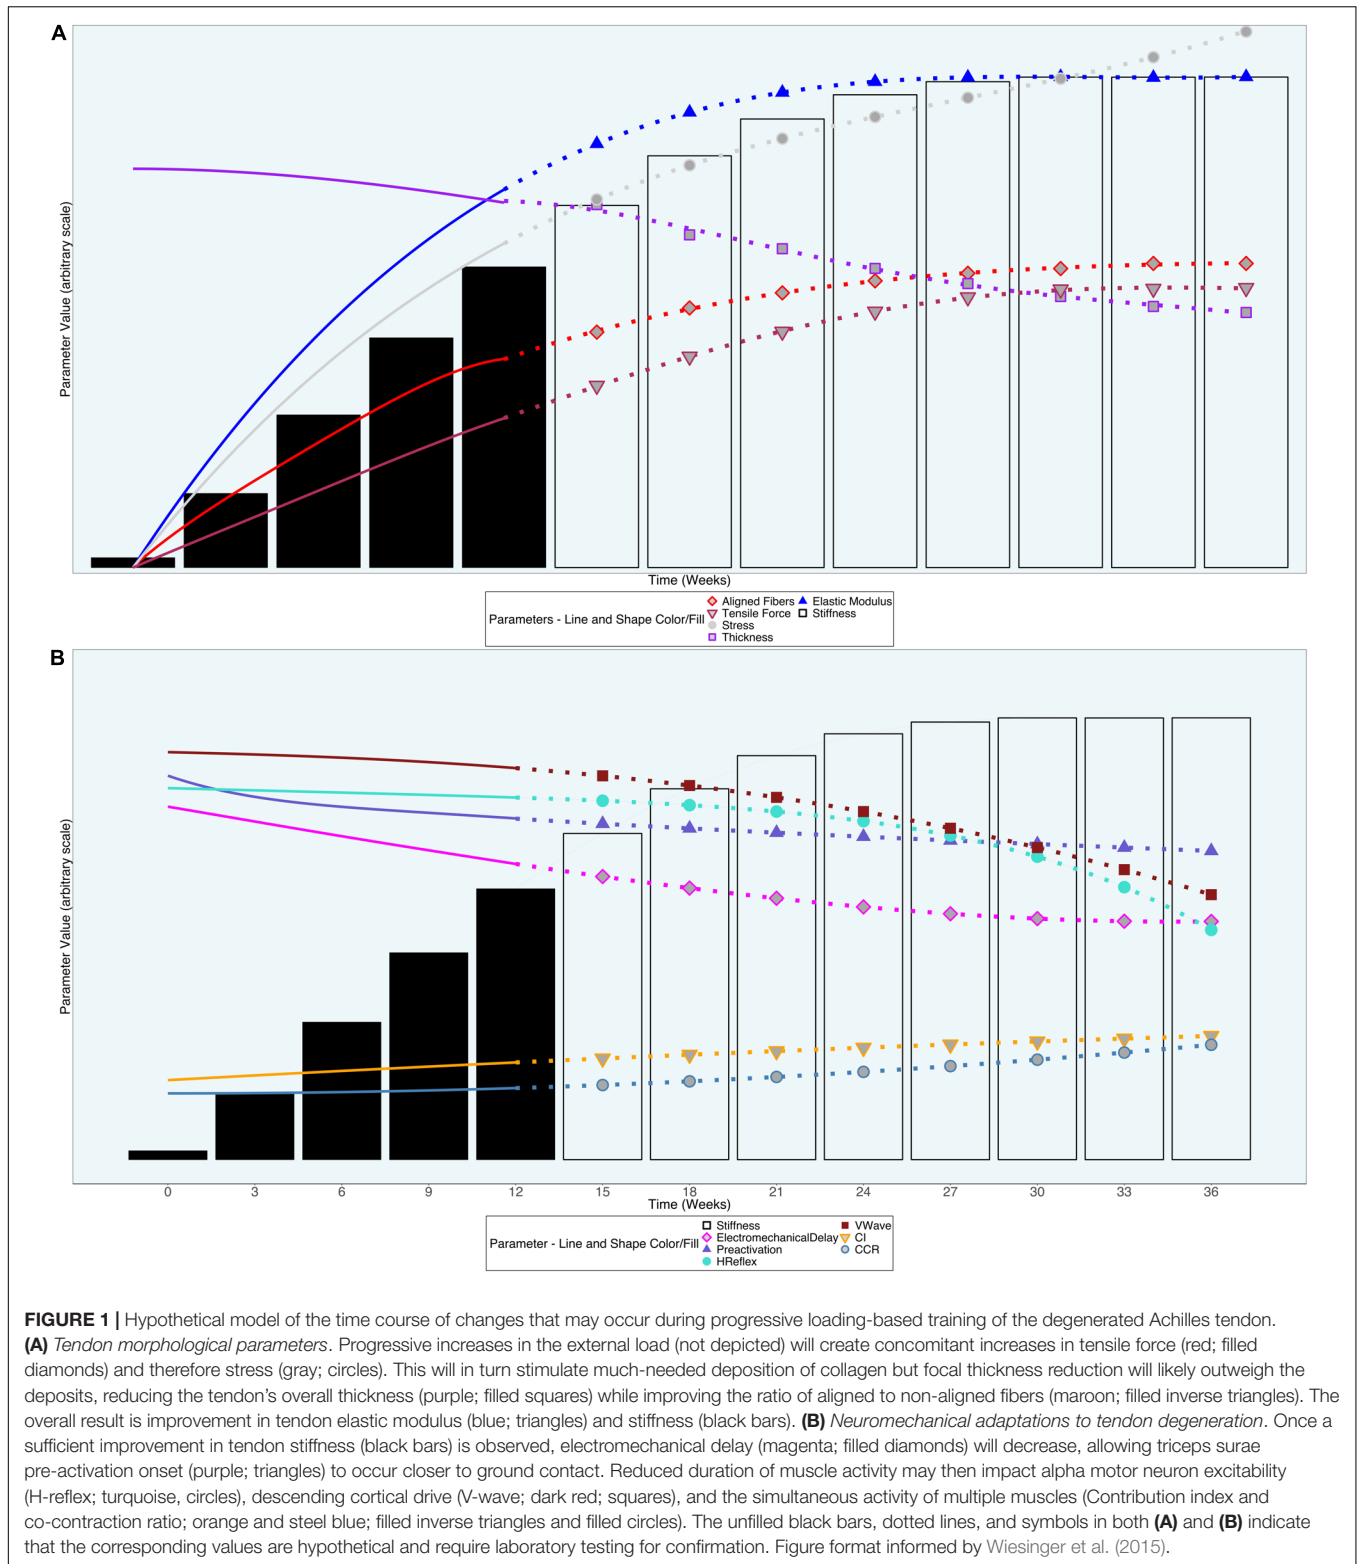 A
Parameter Value (arbitrary scale)
Time (Weeks)
Parameters - Line and Shape Color/Fill
Aligned Fibers
Tensile Force
Stress
Thickness
Elastic Modulus
Stiffness
B
Parameter Value (arbitrary scale)
0 3 6 9 12 15 18 21 24 27 30 33 36
Time (Weeks)
Parameter - Line and Shape Color/Fill
Stiffness
ElectromechanicalDelay
Preactivation
HReflex
VWave
CI
CCR
FIGURE 1 | Hypothetical model of the time course of changes that may occur during progressive loading-based training of the degenerated Achilles tendon.
(A) Tendon morphological parameters. Progressive increases in the external load (not depicted) will create concomitant increases in tensile force (red; filled
diamonds) and therefore stress (gray; circles). This will in turn stimulate much-needed deposition of collagen but focal thickness reduction will likely outweigh the
deposits, reducing the tendon's overall thickness (purple; filled squares) while improving the ratio of aligned to non-aligned fibers (maroon; filled inverse triangles). The
overall result is improvement in tendon elastic modulus (blue; triangles) and stiffness (black bars). (B) Neuromechanical adaptations to tendon degeneration. Once a
sufficient improvement in tendon stiffness (black bars) is observed, electromechanical delay (magenta; filled diamonds) will decrease, allowing triceps surae
pre-activation onset (purple; triangles) to occur closer to ground contact. Reduced duration of muscle activity may then impact alpha motor neuron excitability
(H-reflex; turquoise, circles), descending cortical drive (V-wave; dark red; squares), and the simultaneous activity of multiple muscles (Contribution index and
co-contraction ratio; orange and steel blue; filled inverse triangles and filled circles). The unfilled black bars, dotted lines, and symbols in both (A) and (B) indicate
that the corresponding values are hypothetical and require laboratory testing for confirmation. Figure format informed by Wiesinger et al. (2015).